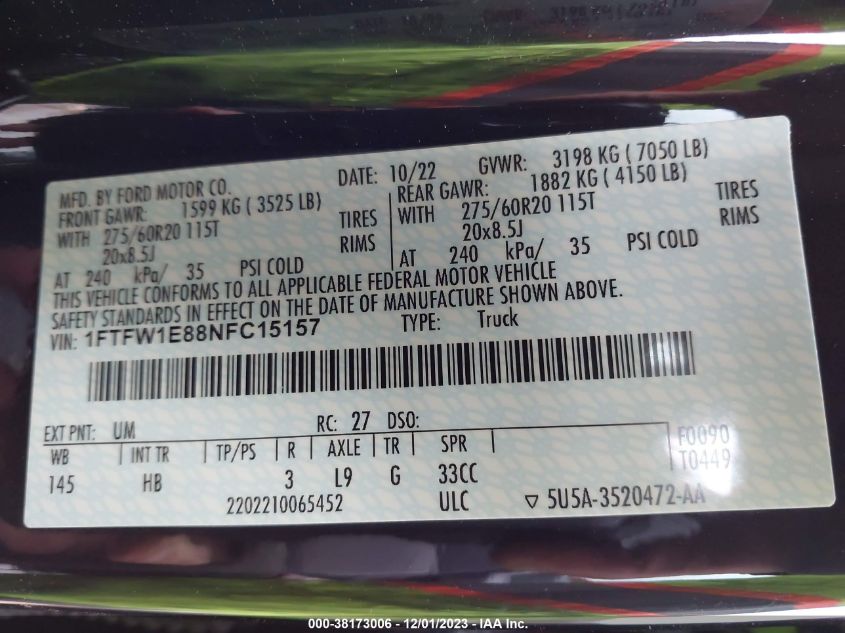 MFD. BY FORD MOTOR CO. DATE: 10/22 GVWR: 3198 KG ( 7050 LB)
FRONT GAWR: 1599 KG ( 3525 LB) REAR GAWR: 1882 KG ( 4150 LB)
WITH 275/60R20 115T TIRES WITH 275/60R20 115T TIRES
20x8.5J RIMS 20x8.5J RIMS
AT 240 kPa/ 35 PSI COLD AT 240 kPa/ 35 PSI COLD
THIS VEHICLE CONFORMS TO ALL APPLICABLE FEDERAL MOTOR VEHICLE
SAFETY STANDARDS IN EFFECT ON THE DATE OF MANUFACTURE SHOWN ABOVE.
VIN: 1FTFW1E88NFC15157 TYPE: Truck
EXT PNT: UM RC: 27 DSO:
WB INT TR TP/PS R AXLE TR SPR F0090
145 HB 3 L9 G 33CC T0449
2202210065452 ULC ▽ 5U5A-3520472-AA
000-38173006 - 12/01/2023 - IAA Inc.